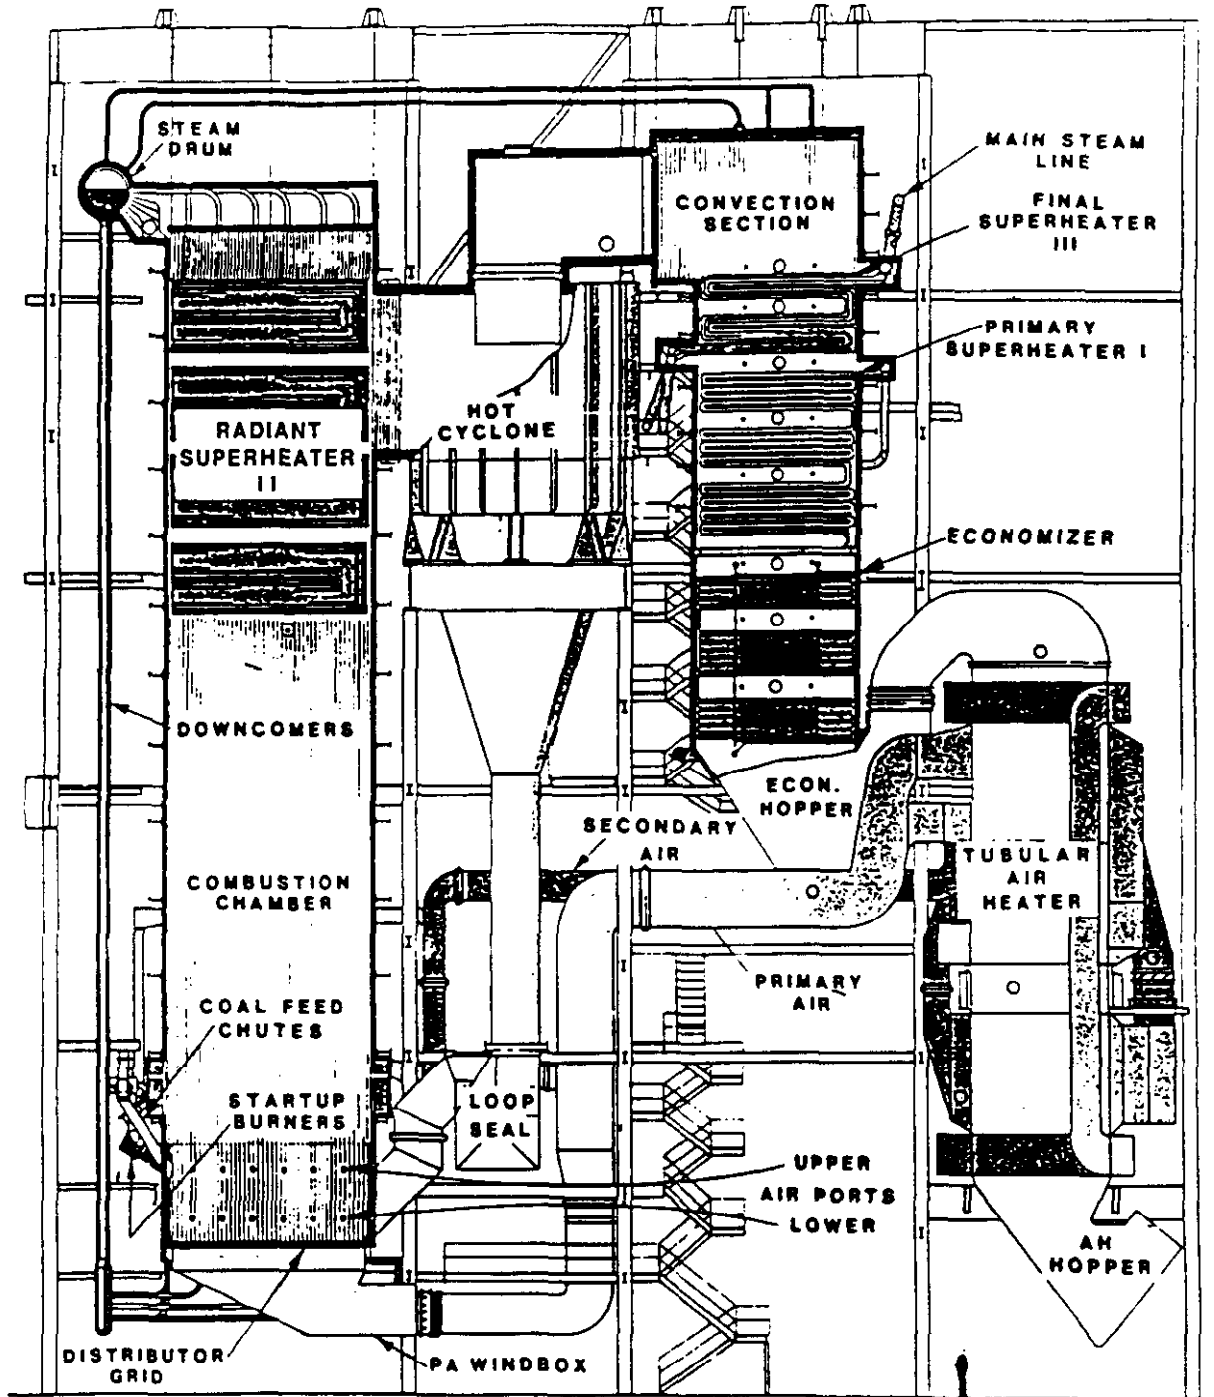 STEAM
DRUM
MAIN STEAM
LINE
CONVECTION
SECTION
FINAL
SUPERHEATER
III
PRIMARY
SUPERHEATER I
HOT
CYCLONE
RADIANT
SUPERHEATER
II
ECONOMIZER
DOWNCOMERS
ECON.
HOPPER
SECONDARY
AIR
TUBULAR
AIR
HEATER
COMBUSTION
CHAMBER
PRIMARY
AIR
COAL FEED
CHUTES
STARTUP
BURNERS
LOOP
SEAL
UPPER
AIR PORTS
LOWER
AH
HOPPER
DISTRIBUTOR
GRID
PA WINDBOX